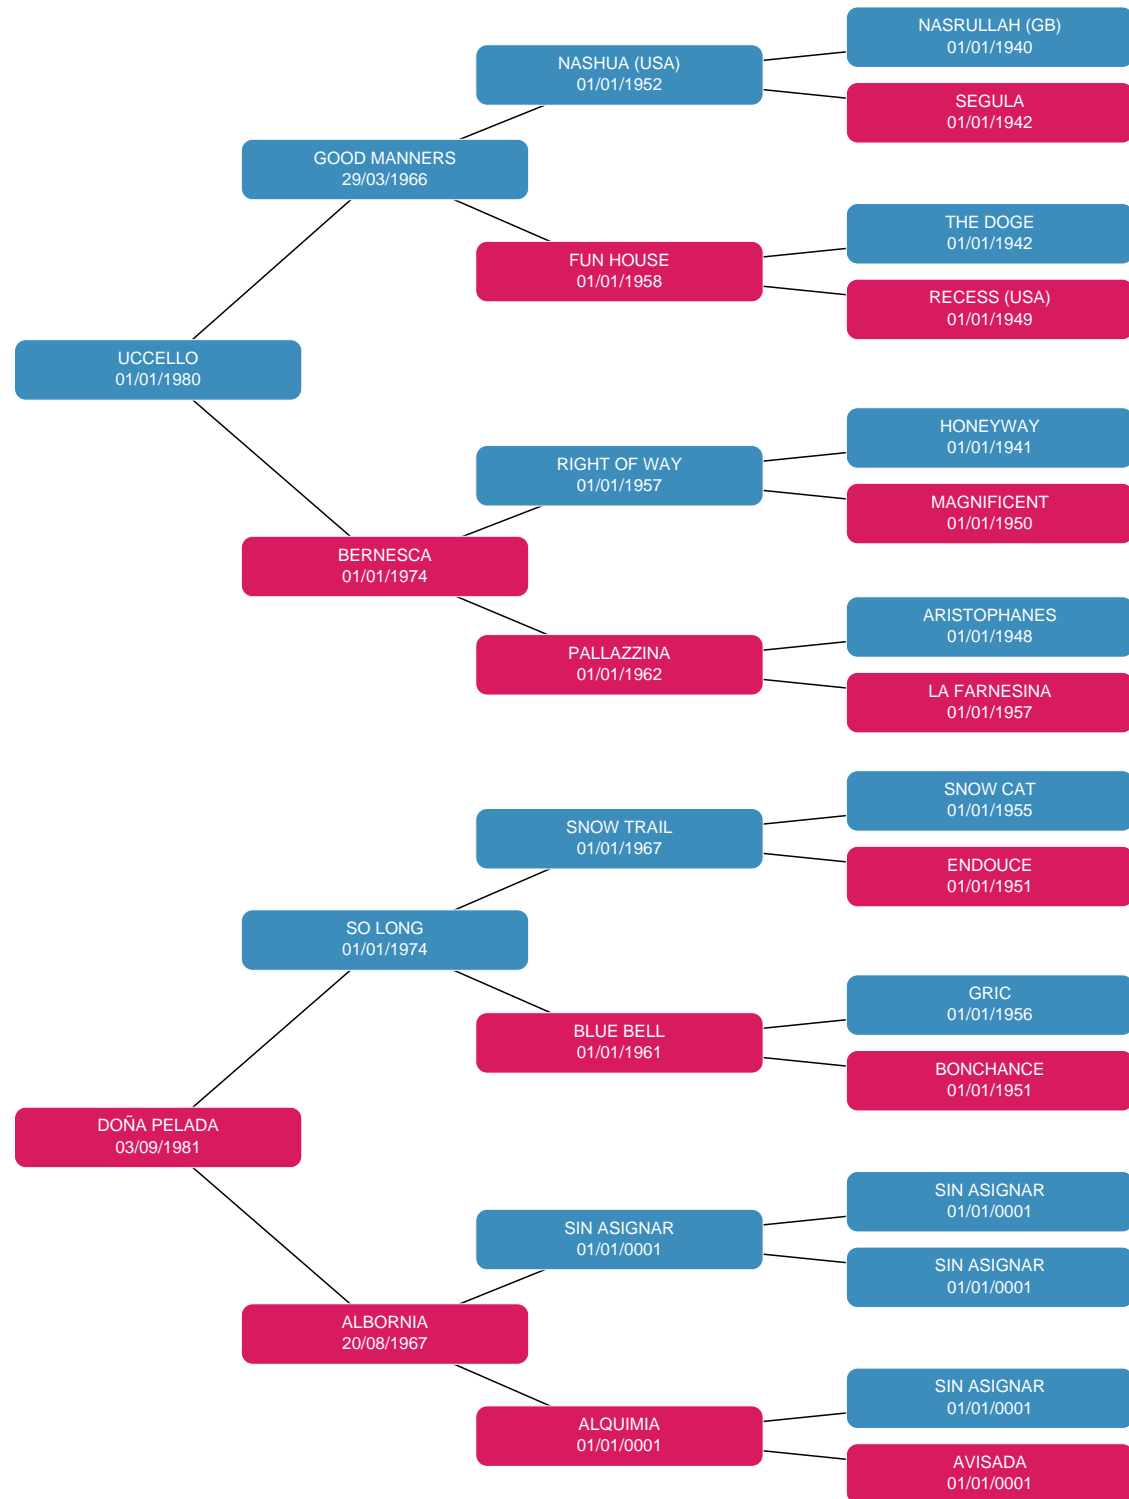 NASRULLAH (GB)
01/01/1940
NASHUA (USA)
01/01/1952
SEGULA
01/01/1942
GOOD MANNERS
29/03/1966
THE DOGE
01/01/1942
FUN HOUSE
01/01/1958
RECESS (USA)
01/01/1949
UCCELLO
01/01/1980
HONEYWAY
01/01/1941
RIGHT OF WAY
01/01/1957
MAGNIFICENT
01/01/1950
BERNESCA
01/01/1974
ARISTOPHANES
01/01/1948
PALLAZZINA
01/01/1962
LA FARNESINA
01/01/1957
SNOW CAT
01/01/1955
SNOW TRAIL
01/01/1967
ENDOUCE
01/01/1951
SO LONG
01/01/1974
GRIC
01/01/1956
BLUE BELL
01/01/1961
BONCHANCE
01/01/1951
DOÑA PELADA
03/09/1981
SIN ASIGNAR
01/01/0001
SIN ASIGNAR
01/01/0001
SIN ASIGNAR
01/01/0001
ALBORNIA
20/08/1967
SIN ASIGNAR
01/01/0001
ALQUIMIA
01/01/0001
AVISADA
01/01/0001